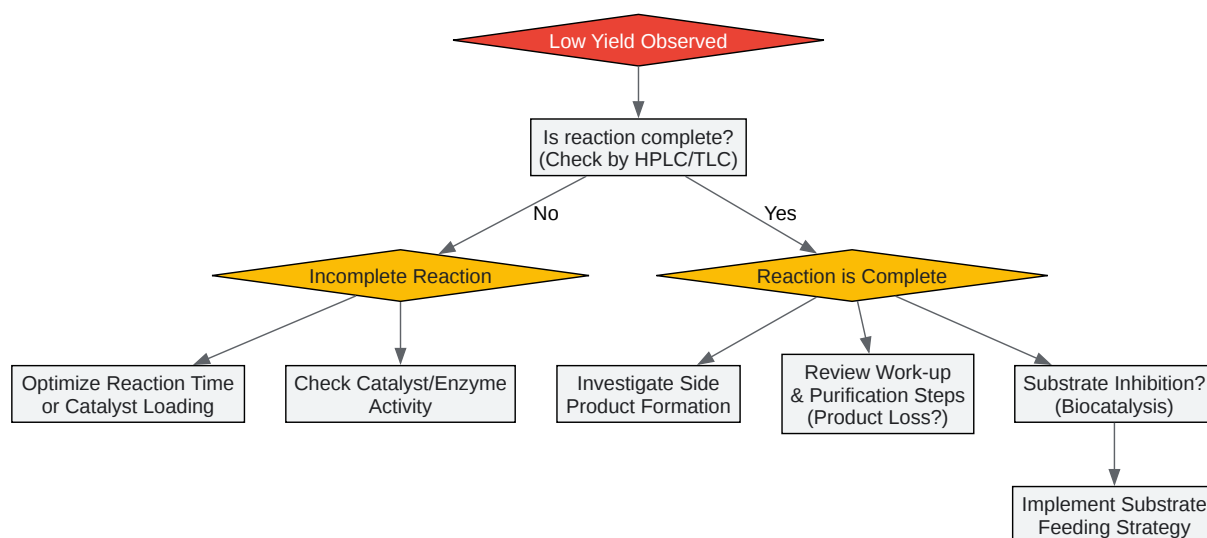 Low Yield Observed
Is reaction complete?
(Check by HPLC/TLC)
No
Yes
Incomplete Reaction
Reaction is Complete
Optimize Reaction Time
or Catalyst Loading
Check Catalyst/Enzyme
Activity
Investigate Side
Product Formation
Review Work-up
& Purification Steps
(Product Loss?)
Substrate Inhibition?
(Biocatalysis)
Implement Substrate
Feeding Strategy